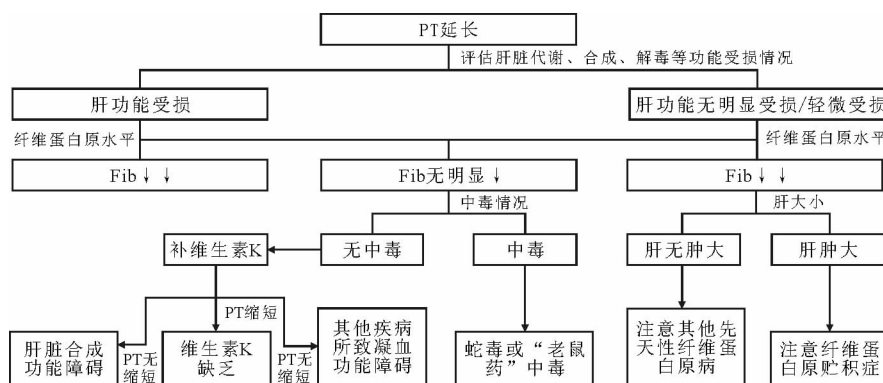 PT延长
评估肝脏代谢、合成、解毒等功能受损情况
肝功能受损
肝功能无明显受损/轻微受损
纤维蛋白原水平
纤维蛋白原水平
Fib↓↓
Fib无明显↓
Fib↓↓
中毒情况
肝大小
补维生素K
无中毒
中毒
肝无肿大
肝肿大
PT缩短
肝脏合成
功能障碍
PT无
缩短
维生素K
缺乏
PT无
缩短
其他疾病
所致凝血
功能障碍
蛇毒或“老鼠
药”中毒
注意其他先
天性纤维蛋
白原病
注意纤维蛋
白原贮积症